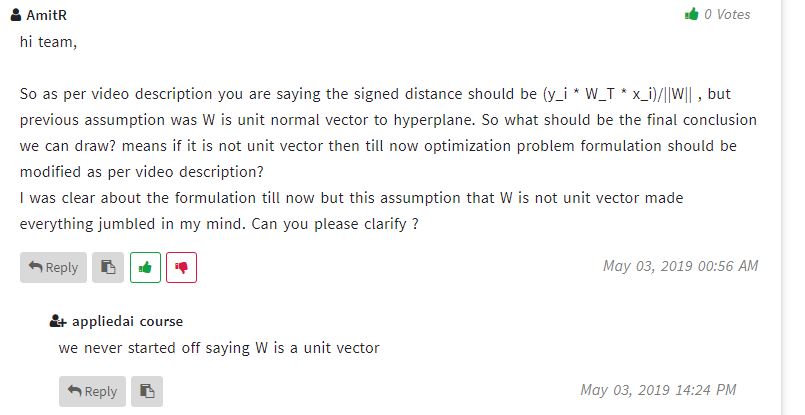 AmitR
0 Votes
hi team,
So as per video description you are saying the signed distance should be (y_i * W_T * x_i)/||W|| , but
previous assumption was W is unit normal vector to hyperplane. So what should be the final conclusion
we can draw? means if it is not unit vector then till now optimization problem formulation should be
modified as per video description?
I was clear about the formulation till now but this assumption that W is not unit vector made
everything jumbled in my mind. Can you please clarify ?
Reply
May 03, 2019 00:56 AM
appliedai course
we never started off saying W is a unit vector
Reply
May 03, 2019 14:24 PM